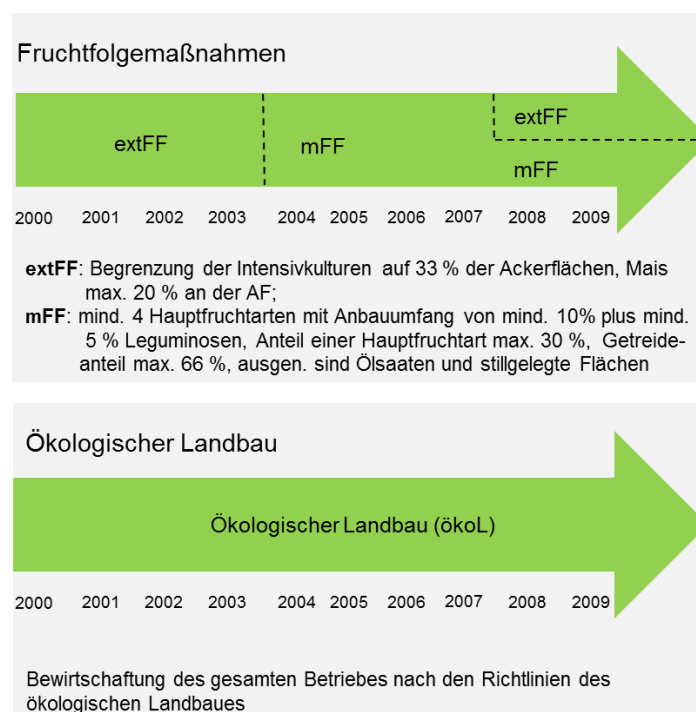 Fruchtfolgemaßnahmen
extFF
mFF
extFF
mFF
2000 2001 2002 2003 2004 2005 2006 2007 2008 2009
extFF: Begrenzung der Intensivkulturen auf 33 % der Ackerflächen, Mais
max. 20 % an der AF;
mFF: mind. 4 Hauptfruchtarten mit Anbauumfang von mind. 10% plus mind.
5 % Leguminosen, Anteil einer Hauptfruchtart max. 30 %, Getreide-
anteil max. 66 %, ausgen. sind Ölsaaten und stillgelegte Flächen
Ökologischer Landbau
Ökologischer Landbau (ökoL)
2000 2001 2002 2003 2004 2005 2006 2007 2008 2009
Bewirtschaftung des gesamten Betriebes nach den Richtlinien des
ökologischen Landbaues